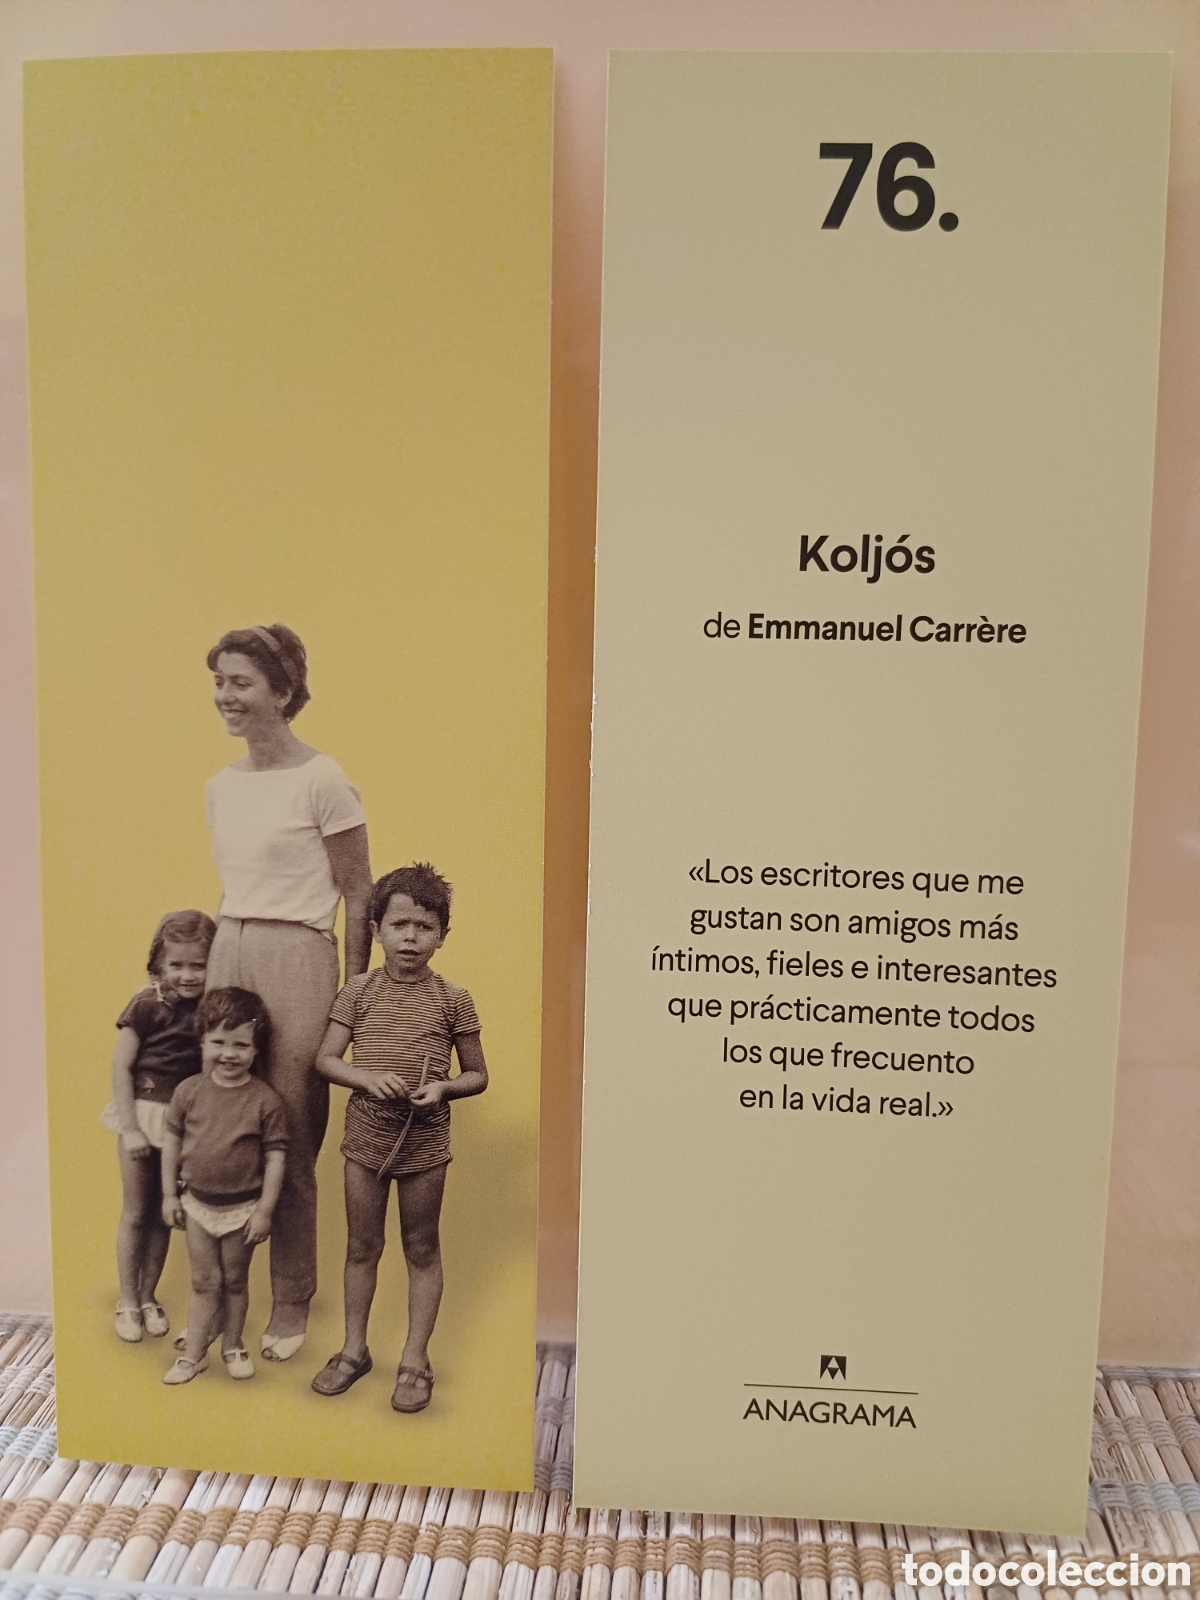 76.
Koljós
de Emmanuel Carrère
«Los escritores que me
gustan son amigos más
íntimos, fieles e interesantes
que prácticamente todos
los que frecuento
en la vida real.»
ANAGRAMA
todocoleccion